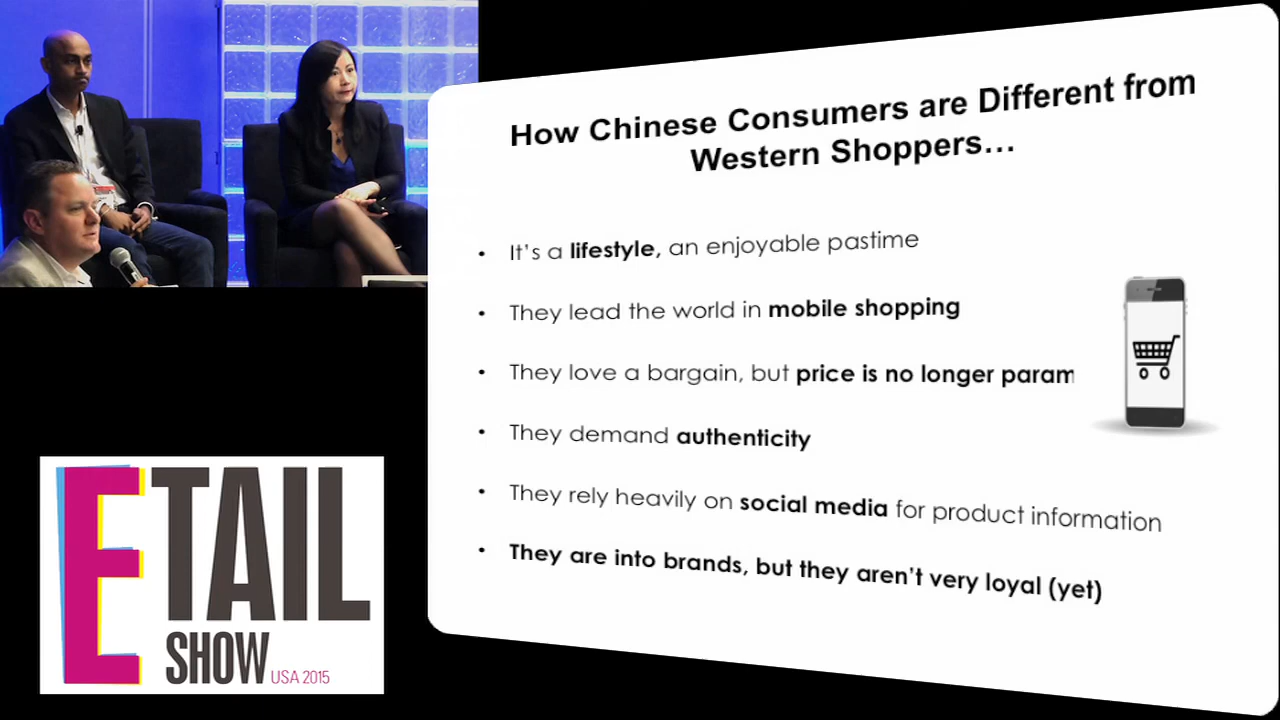 How Chinese Consumers are Different from
Western Shoppers...
• It's a lifestyle, an enjoyable pastime
• They lead the world in mobile shopping
• They love a bargain, but price is no longer param
• They demand authenticity
• They rely heavily on social media for product information
• They are into brands, but they aren't very loyal (yet)
ETAIL
SHOW USA 2015